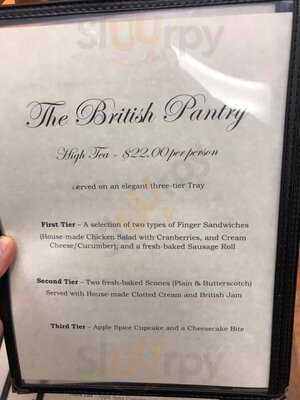 slurrpy
The British Pantry
High Tea - $22.00 per person
served on an elegant three-tier Tray
First Tier – A selection of two types of Finger Sandwiches
(House-made Chicken Salad with Cranberries, and Cream
Cheese/Cucumber), and a fresh-baked Sausage Roll
Second Tier – Two fresh-baked Scones (Plain & Butterscotch)
Served with House-made Clotted Cream and British Jam
Third Tier – Apple Spice Cupcake and a Cheesecake Bite
slurrpy